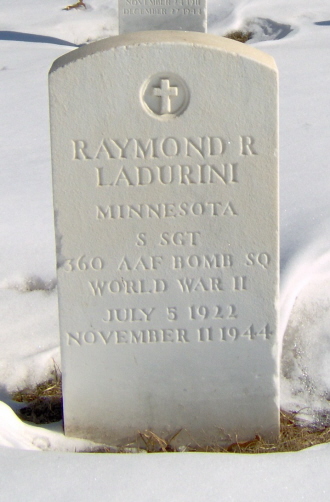 RAYMOND R
LADURINI
MINNESOTA
S SGT
360 AAF BOMB SQ
WORLD WAR II
JULY 5 1922
NOVEMBER 11 1944